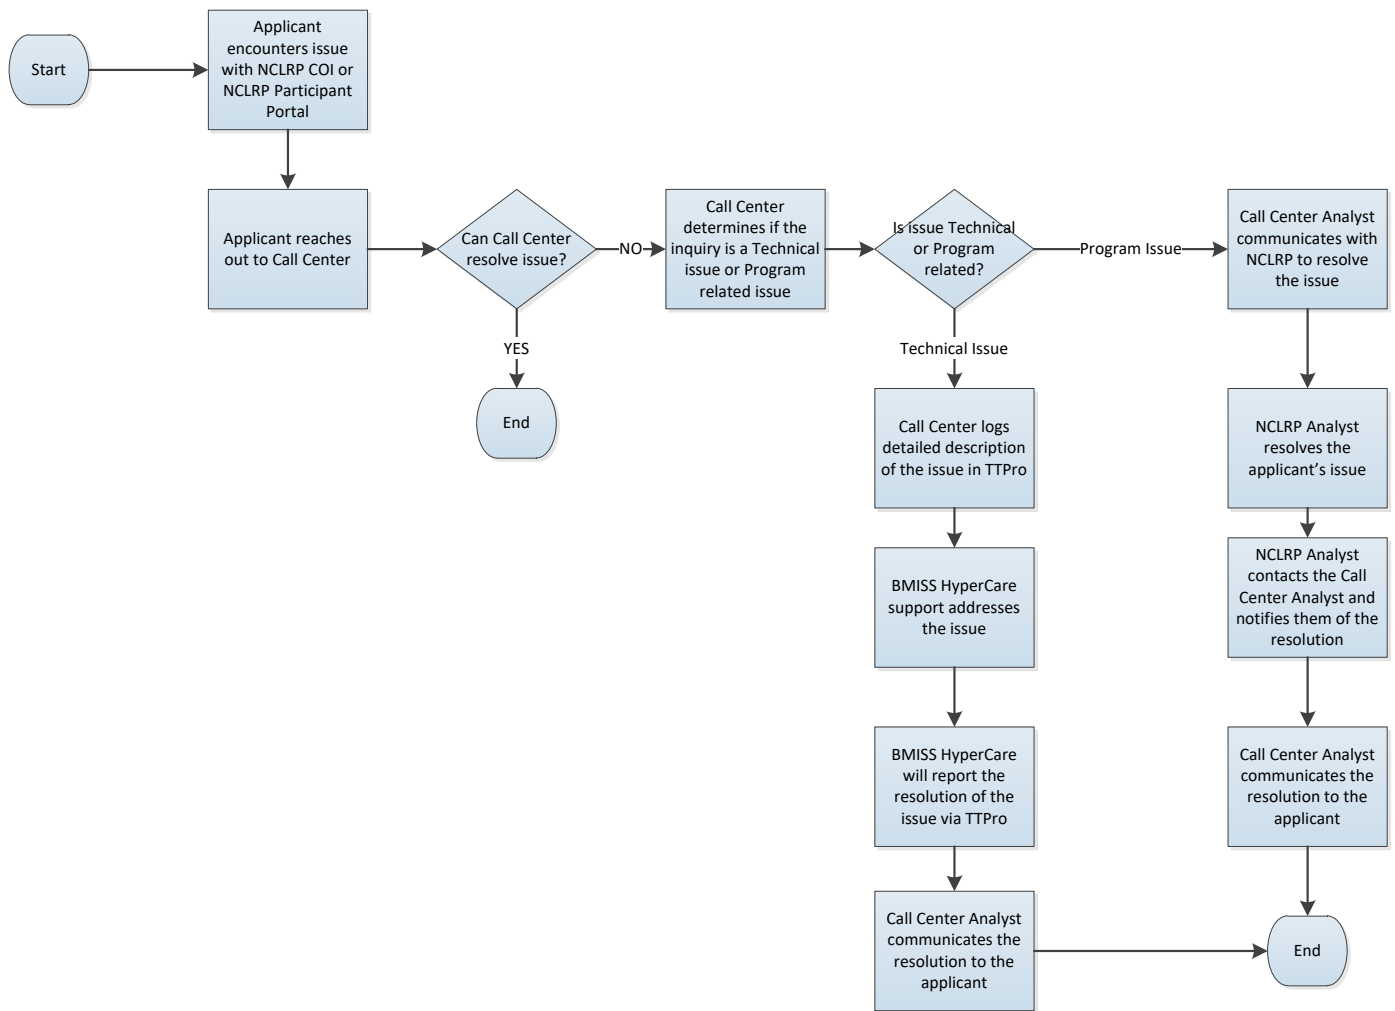 Start
Applicant
encounters issue
with NCLRP COI or
NCLRP Participant
Portal
Applicant reaches
out to Call Center
Can Call Center
resolve issue?
NO
YES
End
Call Center
determines if the
inquiry is a Technical
issue or Program
related issue
Is issue Technical
or Program
related?
Technical Issue
Program Issue
Call Center logs
detailed description
of the issue in TTPro
BMISS HyperCare
support addresses
the issue
BMISS HyperCare
will report the
resolution of the
issue via TTPro
Call Center Analyst
communicates the
resolution to the
applicant
Call Center Analyst
communicates with
NCLRP to resolve
the issue
NCLRP Analyst
resolves the
applicant’s issue
NCLRP Analyst
contacts the Call
Center Analyst and
notifies them of the
resolution
Call Center Analyst
communicates the
resolution to the
applicant
End